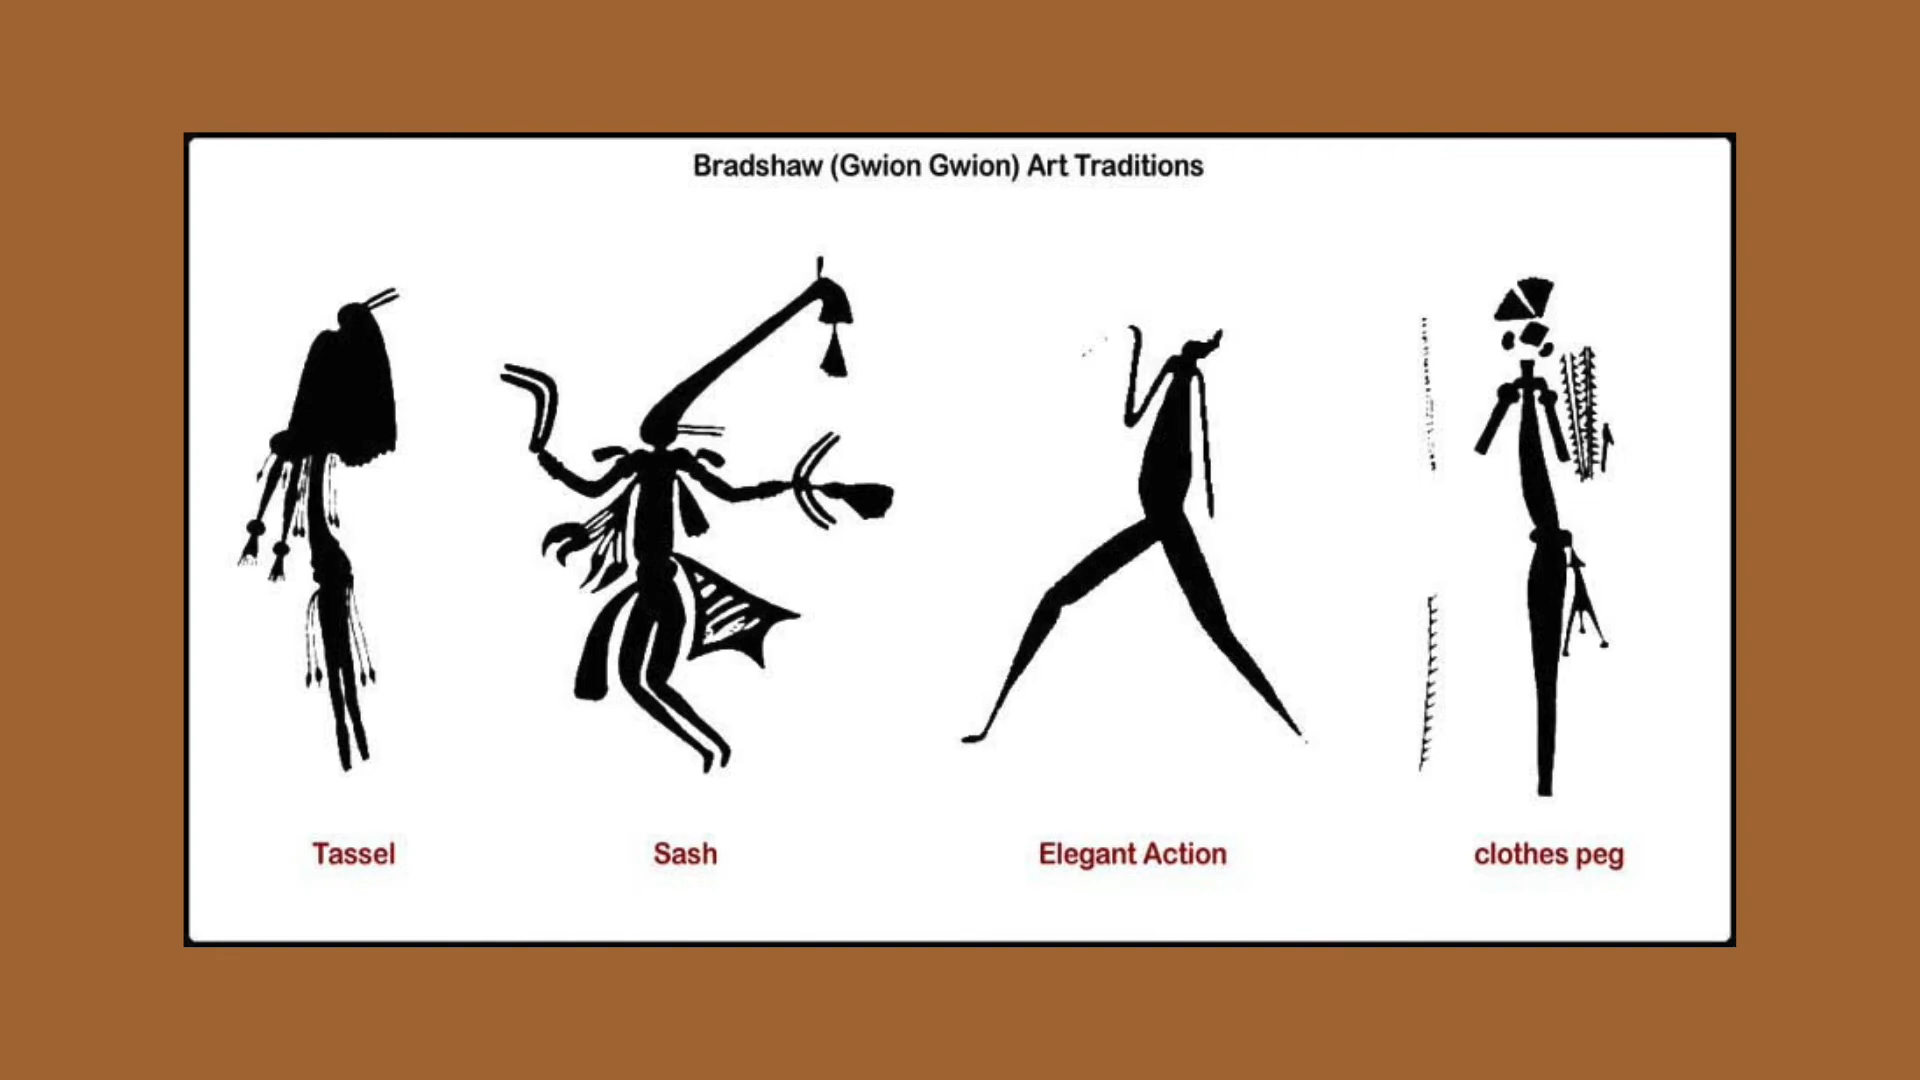 Bradshaw (Gwion Gwion) Art Traditions
Tassel
Sash
Elegant Action
clothes peg